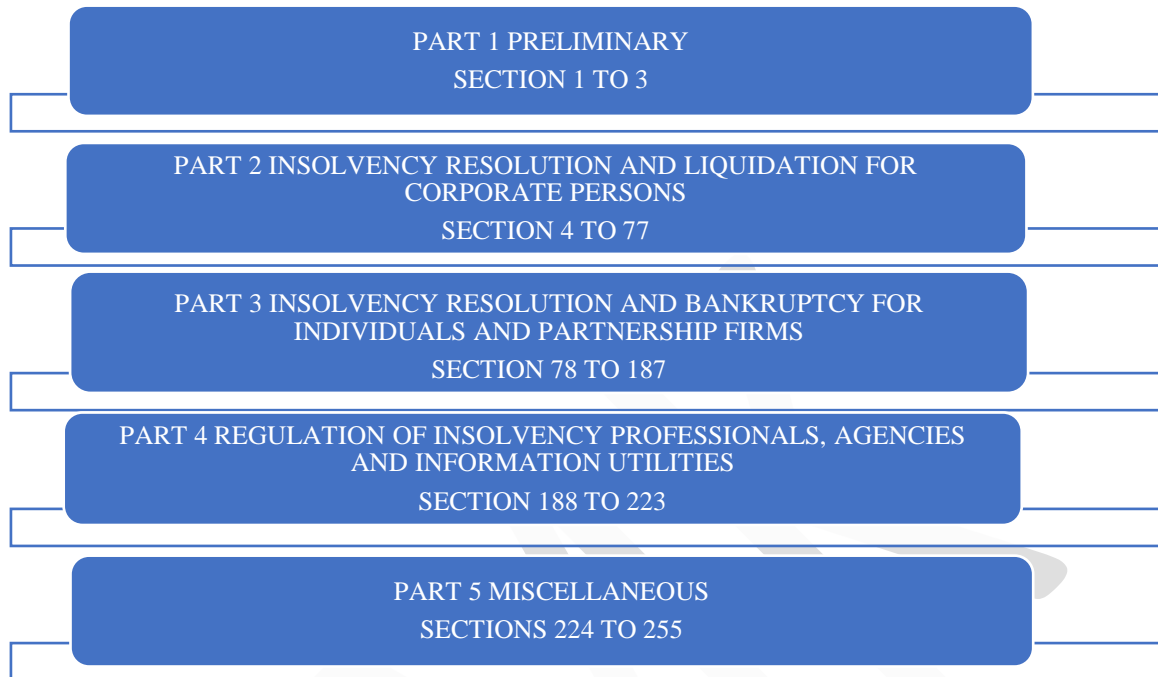 PART 1 PRELIMINARY
SECTION 1 TO 3
PART 2 INSOLVENCY RESOLUTION AND LIQUIDATION FOR
CORPORATE PERSONS
SECTION 4 TO 77
PART 3 INSOLVENCY RESOLUTION AND BANKRUPTCY FOR
INDIVIDUALS AND PARTNERSHIP FIRMS
SECTION 78 TO 187
PART 4 REGULATION OF INSOLVENCY PROFESSIONALS, AGENCIES
AND INFORMATION UTILITIES
SECTION 188 TO 223
PART 5 MISCELLANEOUS
SECTIONS 224 TO 255